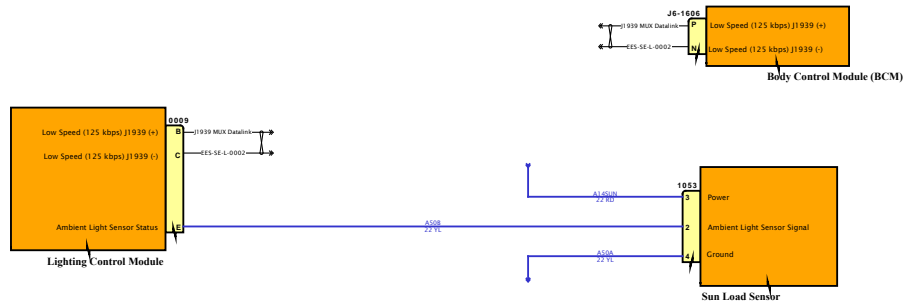 J6-1606
J1939 MUX Datalink
P
Low Speed (125 kbps) J1939 (+)
EES-SE-L-0002
N
Low Speed (125 kbps) J1939 (-)
Body Control Module (BCM)
0009
Low Speed (125 kbps) J1939 (+)
B
J1939 MUX Datalink
Low Speed (125 kbps) J1939 (-)
C
EES-SE-L-0002
Ambient Light Sensor Status
E
Lighting Control Module
A50B
22 YL
1053
A14SUN
22 RD
3
Power
2
Ambient Light Sensor Signal
A50A
22 YL
4
Ground
Sun Load Sensor